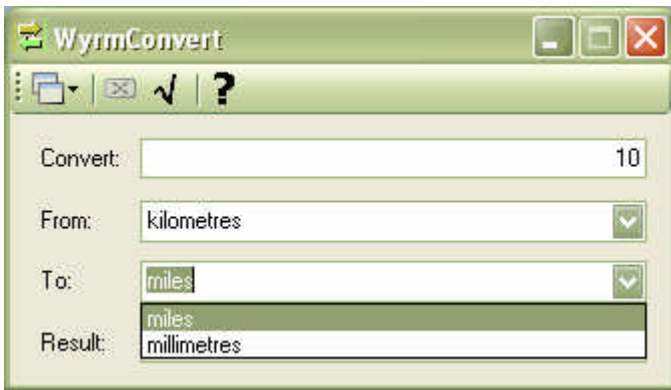 WyrmConvert
?
Convert: 10
From: kilometres
To: miles
miles
Result: millimetres